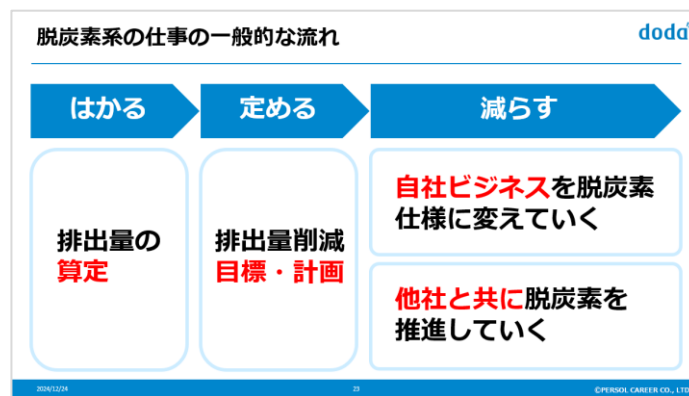 脱炭素系の仕事の一般的な流れ
doda
はかる
定める
減らす
排出量の
算定
排出量削減
目標・計画
自社ビジネスを脱炭素
仕様に変えていく
他社と共に脱炭素を
推進していく
2024/12/24
23
©PERSOL CAREER CO., LTD